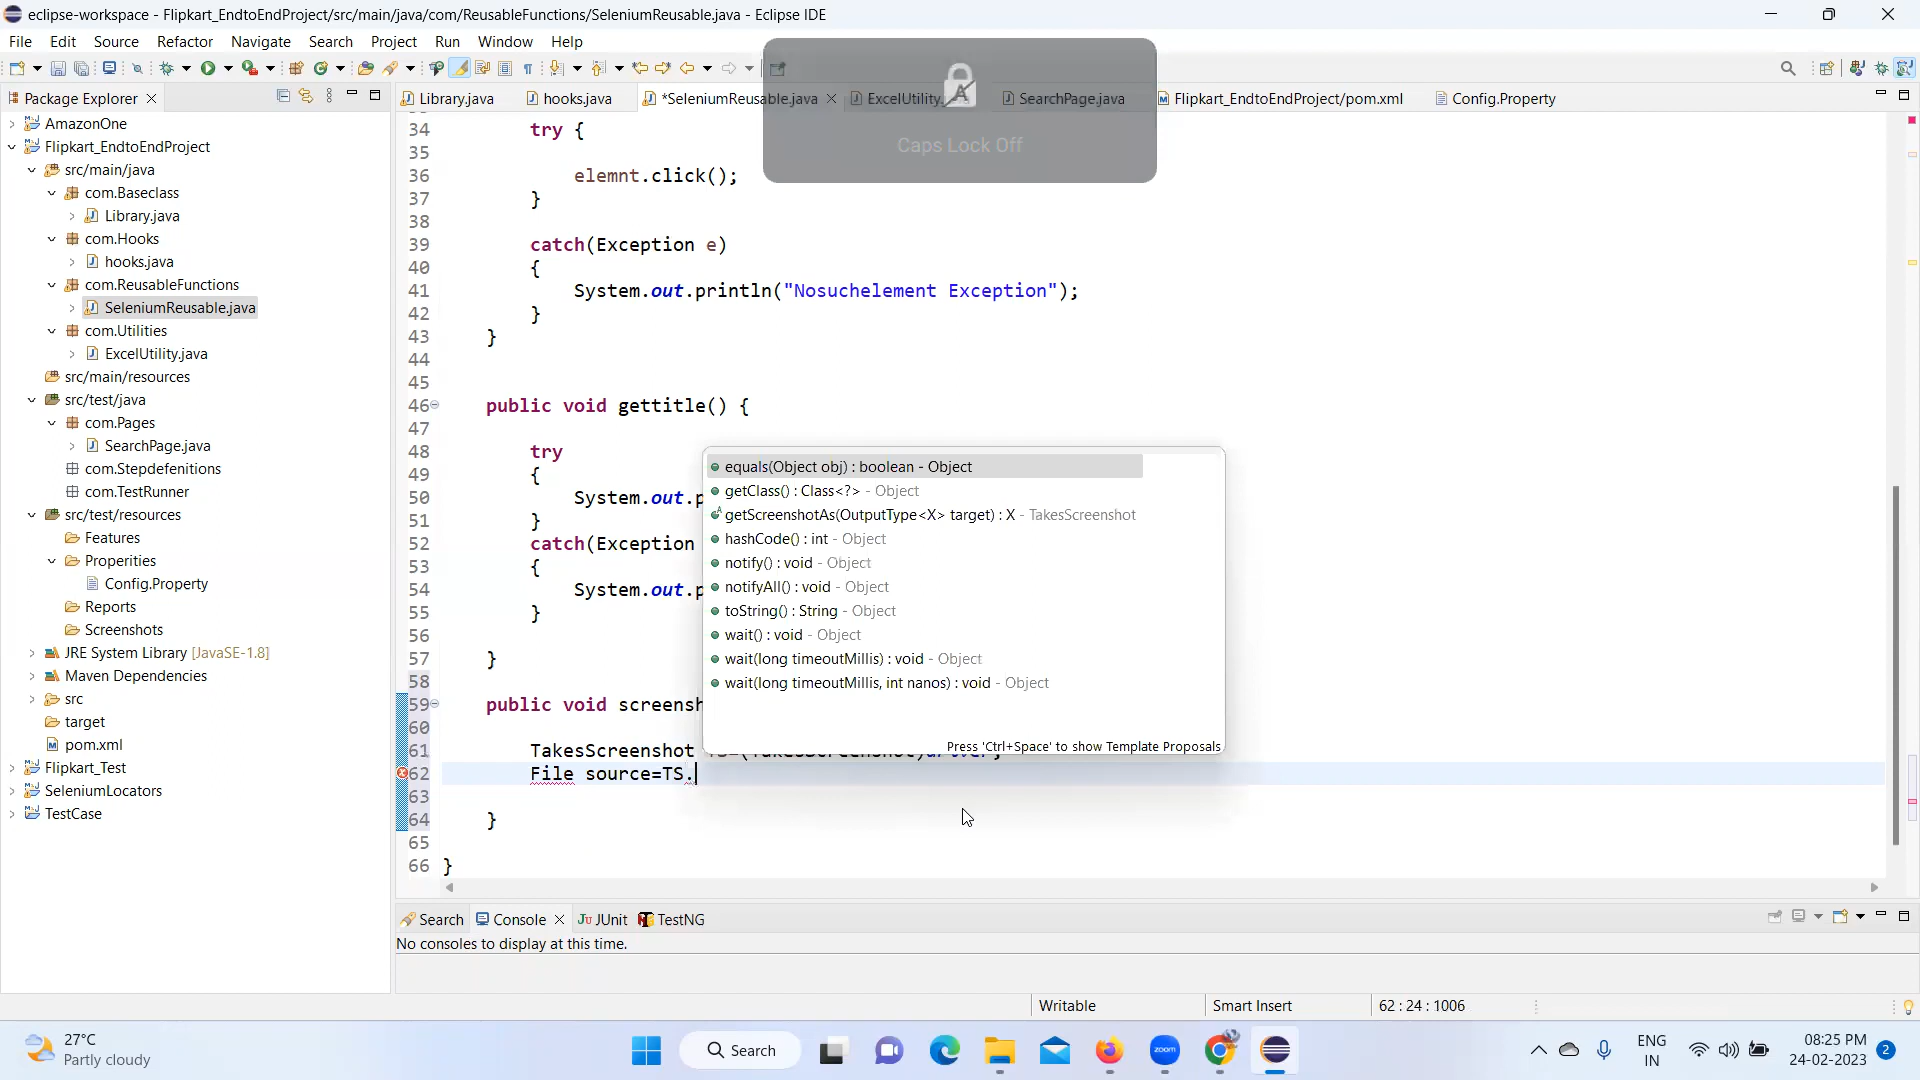 eclipse-workspace - Flipkart_EndtoEndProject/src/main/java/com/ReusableFunctions/SeleniumReusable.java - Eclipse IDE
File Edit Source Refactor Navigate Search Project Run Window Help
Package Explorer
Library.java hooks.java *SeleniumReusable.java ExcelUtility. SearchPage.java Flipkart_EndtoEndProject/pom.xml Config.Property
Caps Lock Off
AmazonOne
Flipkart_EndtoEndProject
src/main/java
com.Baseclass
Library.java
com.Hooks
hooks.java
com.ReusableFunctions
SeleniumReusable.java
com.Utilities
ExcelUtility.java
src/main/resources
src/test/java
com.Pages
SearchPage.java
com.Stepdefenitions
com.TestRunner
src/test/resources
Features
Properities
Config.Property
Reports
Screenshots
JRE System Library [JavaSE-1.8]
Maven Dependencies
src
target
pom.xml
Flipkart_Test
SeleniumLocators
TestCase
34 try {
35
36 elemnt.click();
37 }
38
39 catch(Exception e)
40 {
41 System.out.println("Nosuchelement Exception");
42 }
43 }
44
45
46 public void gettitle() {
47
48 try
49 {
50 System.out.p
51 }
52 catch(Exception
53 {
54 System.out.p
55 }
56
57 }
58
59 public void screensh
60
61 TakesScreenshot
62 File source=TS.
63
64 }
65
66 }
equals(Object obj) : boolean - Object
getClass() : Class<?> - Object
getScreenshotAs(OutputType<X> target) : X - TakesScreenshot
hashCode() : int - Object
notify() : void - Object
notifyAll() : void - Object
toString() : String - Object
wait() : void - Object
wait(long timeoutMillis) : void - Object
wait(long timeoutMillis, int nanos) : void - Object
Press 'Ctrl+Space' to show Template Proposals
Search Console JUnit TestNG
No consoles to display at this time.
Writable Smart Insert 62 : 24 : 1006
27°C
Partly cloudy
Search
zoom
ENG
IN
08:25 PM
24-02-2023
2